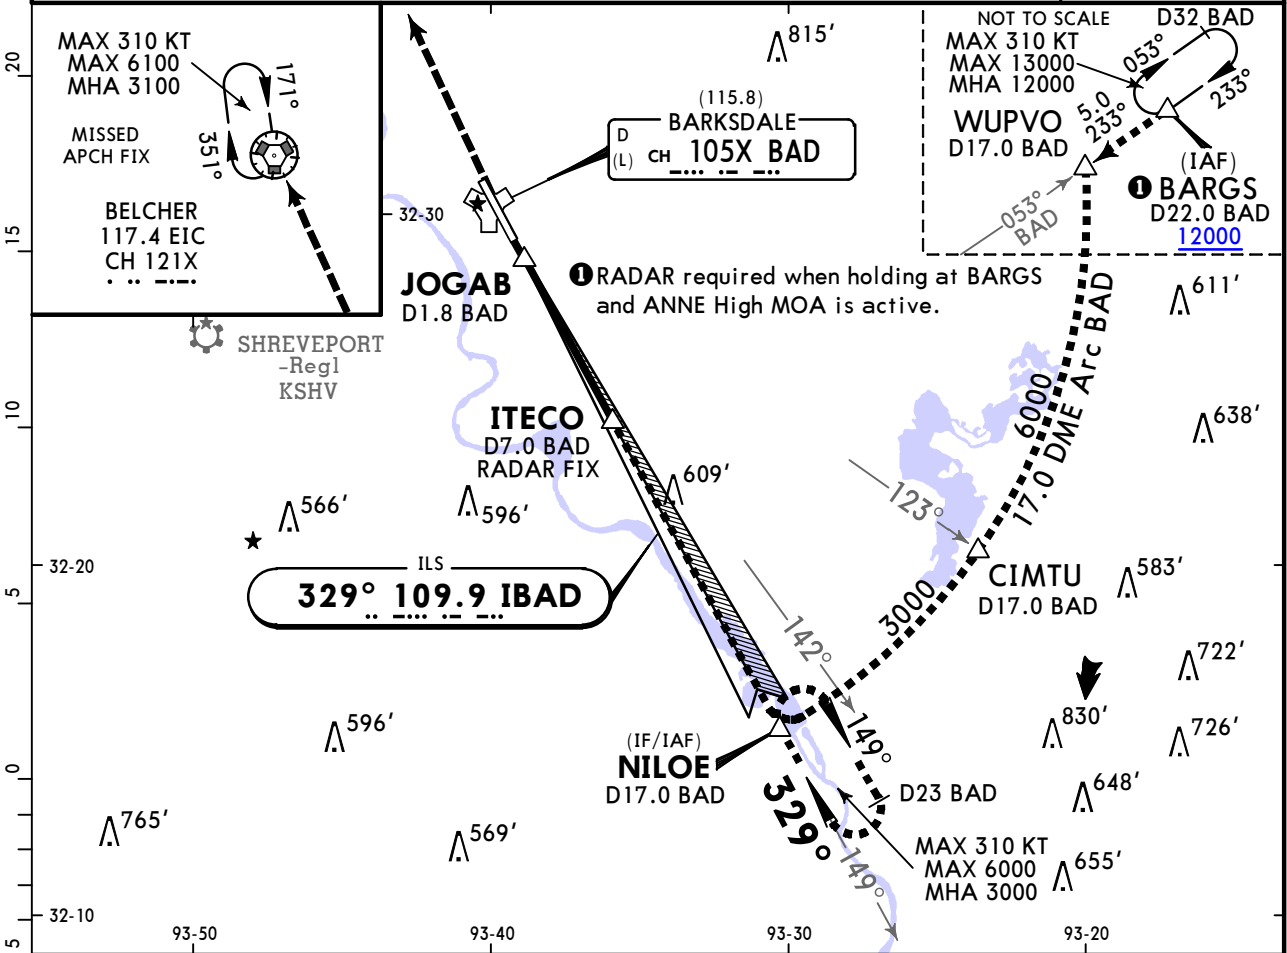 MAX 310 KT
MAX 6100
MHA 3100
171°
351°
MISSED
APCH FIX
BELCHER
117.4 EIC
CH 121X
815'
(115.8)
BARKSDALE
D
(L) CH 105X BAD
NOT TO SCALE
D32 BAD
MAX 310 KT
MAX 13000
MHA 12000
053°
233°
5.0
233°
WUPVO
D17.0 BAD
(IAF)
1 BARGS
D22.0 BAD
12000
053°
BAD
20
15
10
5
0
5
32-30
JOGAB
D1.8 BAD
1 RADAR required when holding at BARGS
and ANNE High MOA is active.
611'
SHREVEPORT
-Regl
KSHV
ITECO
D7.0 BAD
RADAR FIX
6000
17.0 DME Arc BAD
638'
609'
566'
596'
123°
32-20
ILS
329° 109.9 IBAD
CIMTU
D17.0 BAD
583'
3000
142°
722'
596'
(IF/IAF)
NILOE
D17.0 BAD
149°
830'
726'
D23 BAD
648'
329°
765'
569'
MAX 310 KT
MAX 6000
MHA 3000
149°
655'
32-10
93-50
93-40
93-30
93-20